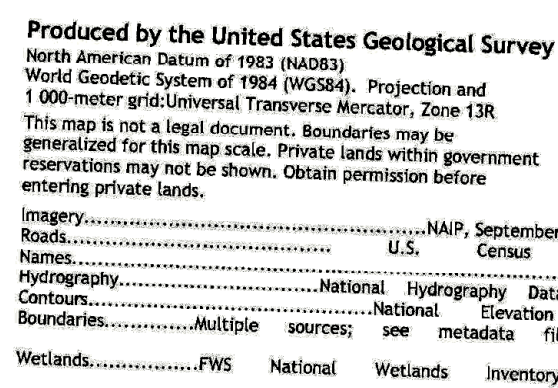 Produced by the United States Geological Survey
North American Datum of 1983 (NAD83)
World Geodetic System of 1984 (WGS84). Projection and
1 000-meter grid:Universal Transverse Mercator, Zone 13R
This map is not a legal document. Boundaries may be
generalized for this map scale. Private lands within government
reservations may not be shown. Obtain permission before
entering private lands.
Imagery..................................................NAIP, September
Roads........................................ U.S. Census
Names......................................................................
Hydrography..............................National Hydrography Data
Contours..........................................National Elevation
Boundaries..............Multiple sources; see metadata
Wetlands.................FWS National Wetlands Inventory